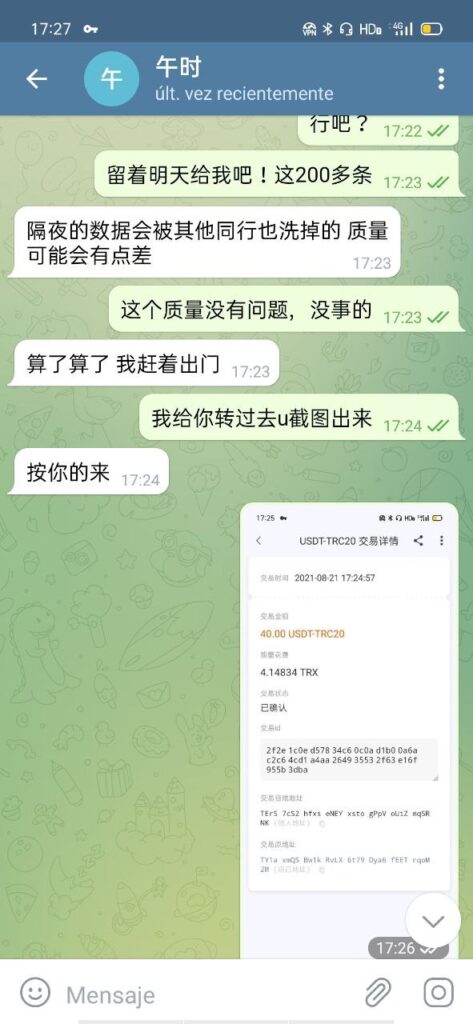 17:27
VPN
HD
4G
午
午时
últ. vez recientemente
行吧？ 17:22
留着明天给我吧！这200多条 17:23
隔夜的数据会被其他同行也洗掉的 质量
可能会有点差
17:23
这个质量没有问题，没事的 17:23
算了算了 我赶着出门 17:23
我给你转过去u截图出来 17:24
按你的来 17:24
17:25
USDT-TRC20 交易详情
交易时间 2021-08-21 17:24:57
交易金额
40.00 USDT-TRC20
4.14834 TRX
交易状态
已确认
交易id
2f2e 1c0e d578 34c6 0c0a d1b0 0a6a
c2c6 4cd1 a4aa 2649 3553 2f63 e16f
955b 3dba
交易目标地址
TEr5 7cS2 hfxs eNEY xsto gPpV oUiZ mqSR
NK (他人地址)
交易原地址
TY1a xmQS Bw1k RvLX 6t79 Dya6 fEET rqoM
2M (自己地址)
17:26
Mensaje